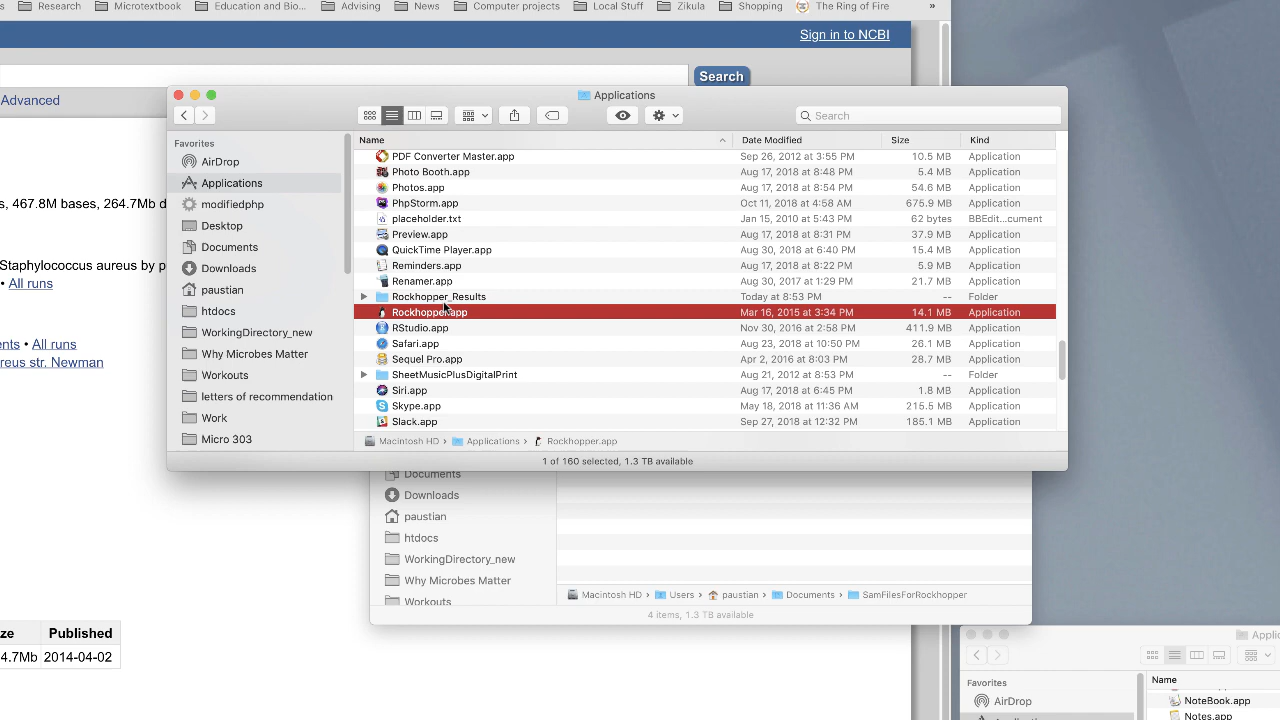 Research Microtextbook Education and Bio... Advising News Computer projects Local Stuff Zikula Shopping The Ring of Fire »
Sign in to NCBI
Search
Advanced
Applications
Search
Favorites
AirDrop
Applications
modifiedphp
Desktop
Documents
Downloads
paustian
htdocs
WorkingDirectory_new
Why Microbes Matter
Workouts
letters of recommendation
Work
Micro 303
Name Date Modified Size Kind
PDF Converter Master.app Sep 26, 2012 at 3:55 PM 10.5 MB Application
Photo Booth.app Aug 17, 2018 at 8:48 PM 5.4 MB Application
Photos.app Aug 17, 2018 at 8:54 PM 54.6 MB Application
PhpStorm.app Oct 11, 2018 at 4:58 AM 675.9 MB Application
placeholder.txt Jan 15, 2010 at 5:43 PM 62 bytes BBEdit...cument
Preview.app Aug 17, 2018 at 8:31 PM 37.9 MB Application
QuickTime Player.app Aug 30, 2018 at 6:40 PM 15.4 MB Application
Reminders.app Aug 17, 2018 at 8:22 PM 5.9 MB Application
Renamer.app Aug 30, 2017 at 1:29 PM 21.7 MB Application
Rockhopper_Results Today at 8:53 PM -- Folder
Rockhopper.app Mar 16, 2015 at 3:34 PM 14.1 MB Application
RStudio.app Nov 30, 2016 at 2:58 PM 411.9 MB Application
Safari.app Aug 23, 2018 at 10:50 PM 26.1 MB Application
Sequel Pro.app Apr 2, 2016 at 8:03 PM 28.7 MB Application
SheetMusicPlusDigitalPrint Aug 21, 2012 at 8:53 PM -- Folder
Siri.app Aug 17, 2018 at 6:45 PM 1.8 MB Application
Skype.app May 18, 2018 at 11:36 AM 215.5 MB Application
Slack.app Sep 27, 2018 at 12:32 PM 185.1 MB Application
Macintosh HD › Applications › Rockhopper.app
1 of 160 selected, 1.3 TB available
s, 467.8M bases, 264.7Mb d
Staphylococcus aureus by p
• All runs
ents • All runs
reus str. Newman
Documents
Downloads
paustian
htdocs
WorkingDirectory_new
Why Microbes Matter
Workouts
Macintosh HD › Users › paustian › Documents › SamFilesForRockhopper
4 items, 1.3 TB available
ze Published
4.7Mb 2014-04-02
Applic
Favorites
AirDrop
Name
NoteBook.app
Notes.app